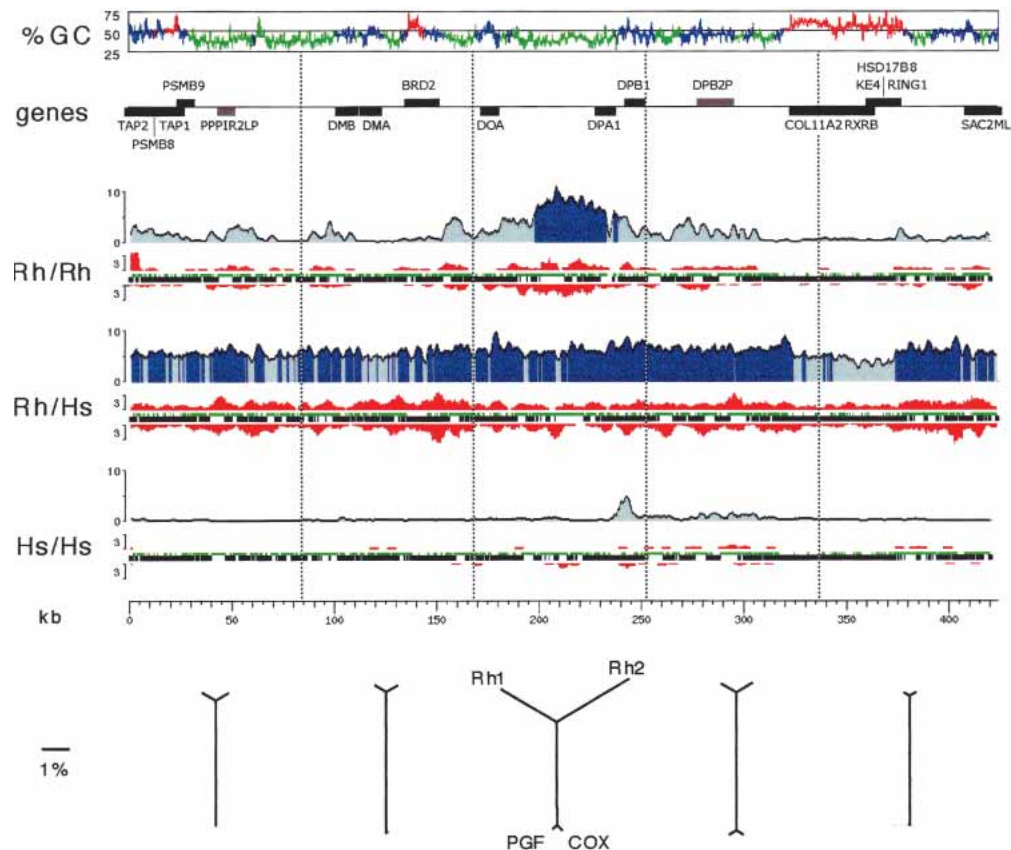 % GC
75
50
25
HSD17B8
PSMB9 BRD2 DPB1 DPB2P KE4 RING1
genes
TAP2 TAP1 PPPIR2LP DMB DMA DOA DPA1 COL11A2 RXRB SAC2ML
PSMB8
10
0
Rh/Rh
3
3
10
0
Rh/Hs
3
3
10
0
Hs/Hs
3
3
kb
0 50 100 150 200 250 300 350 400
Rh1 Rh2
1%
PGF COX